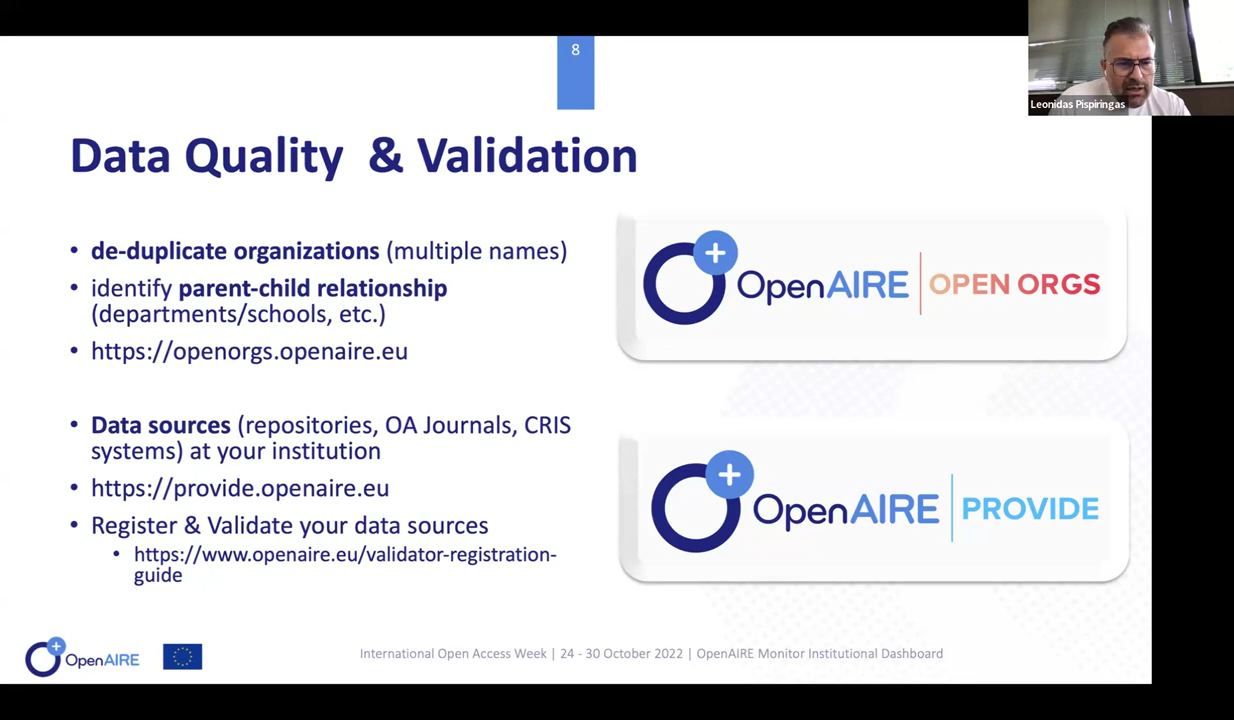 8
Leonidas Pispiringas
Data Quality & Validation
• de-duplicate organizations (multiple names)
• identify parent-child relationship
(departments/schools, etc.)
• https://openorgs.openaire.eu
OpenAIRE | OPEN ORGS
• Data sources (repositories, OA Journals, CRIS
systems) at your institution
• https://provide.openaire.eu
• Register & Validate your data sources
• https://www.openaire.eu/validator-registration-
guide
OpenAIRE | PROVIDE
OpenAIRE
International Open Access Week | 24 - 30 October 2022 | OpenAIRE Monitor Institutional Dashboard